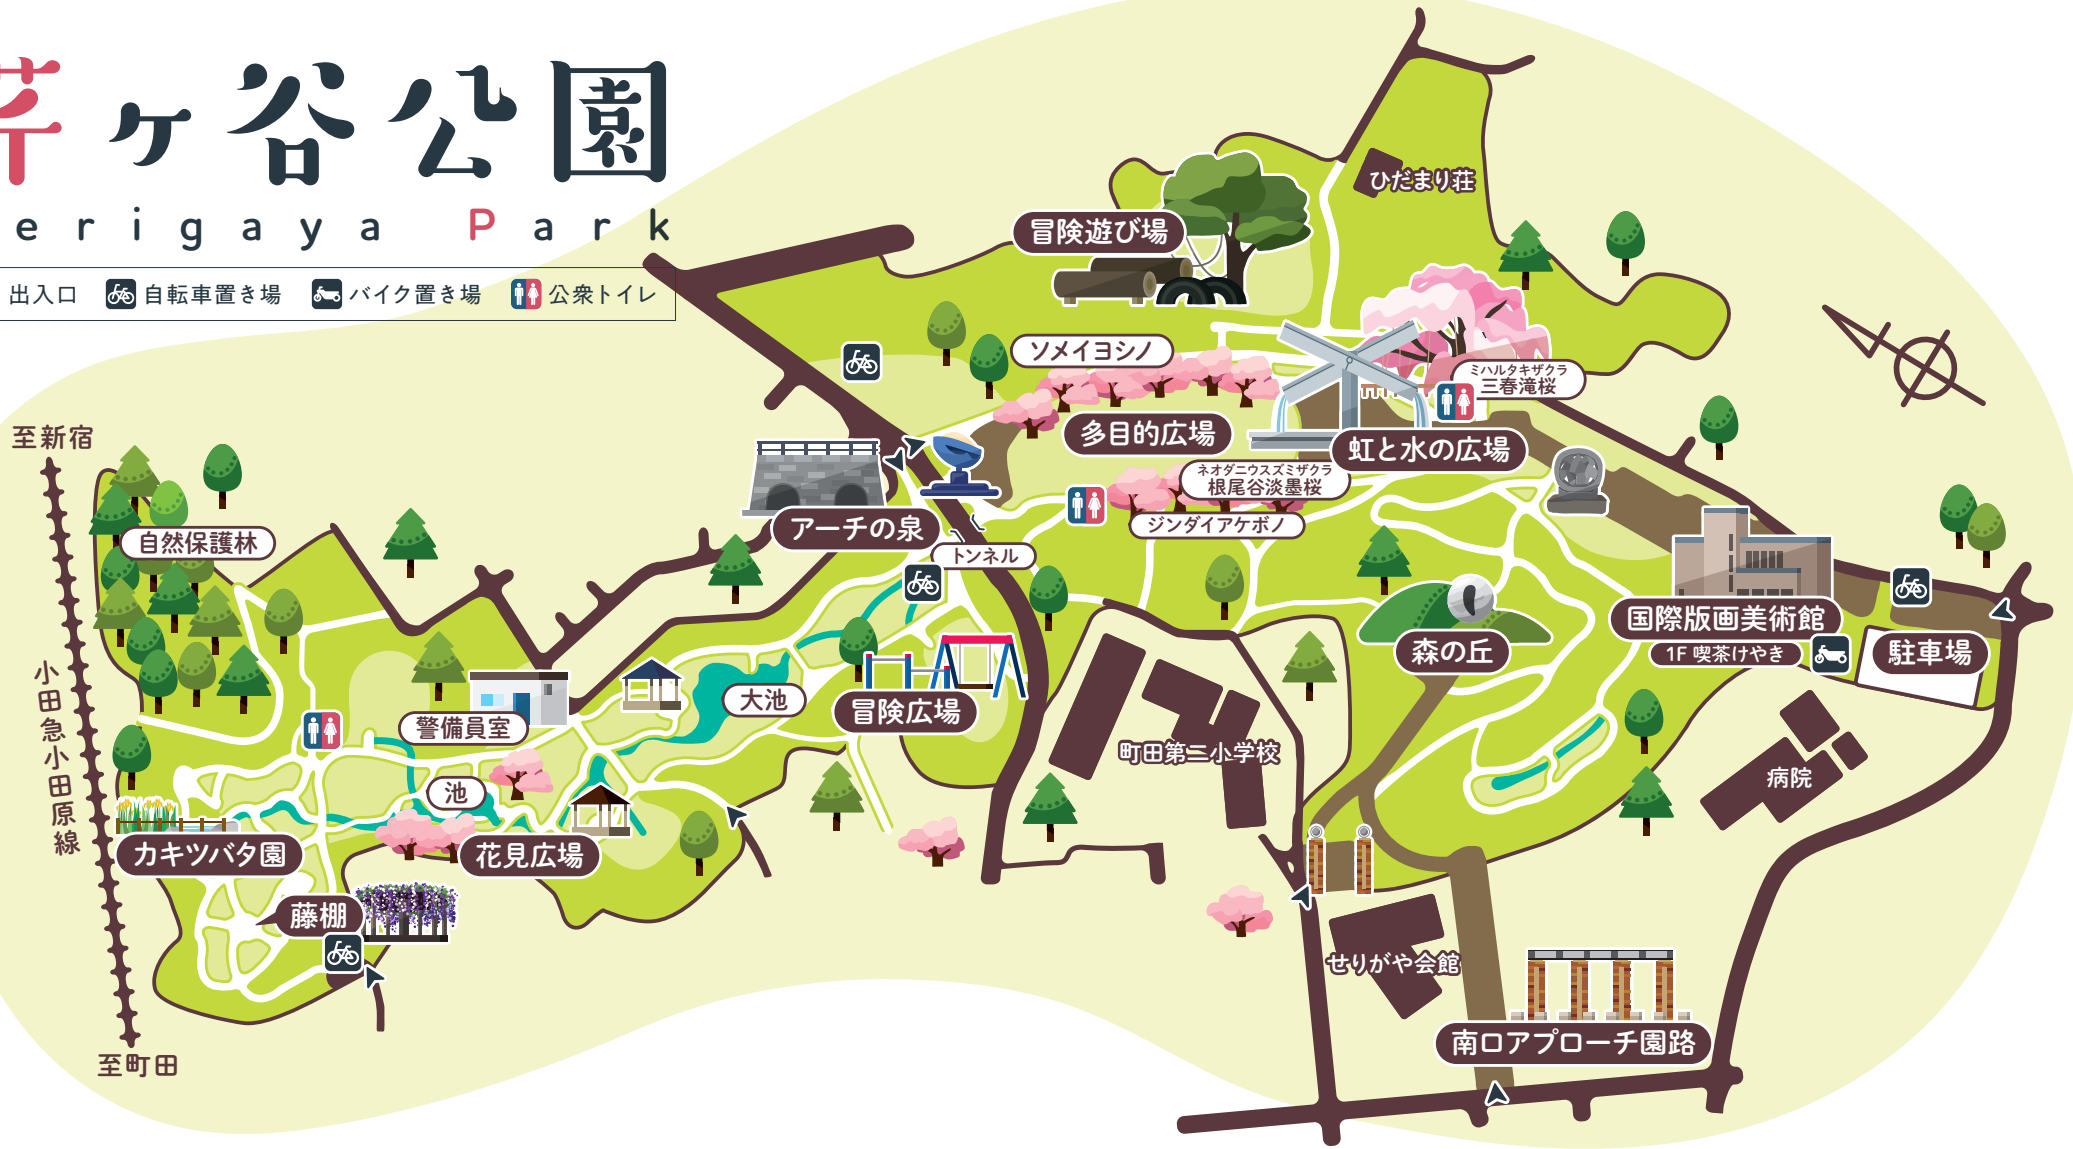 芹ヶ谷公園
erigaya Park
出入口 自転車置き場 バイク置き場 公衆トイレ
ひだまり荘
冒険遊び場
ソメイヨシノ
ミハルタキザクラ
三春滝桜
多目的広場
虹と水の広場
ネオダニウスズミザクラ
根尾谷淡墨桜
ジンダイアケボノ
アーチの泉
トンネル
至新宿
自然保護林
小田急小田原線
国際版画美術館
1F 喫茶けやき
駐車場
森の丘
大池
冒険広場
警備員室
町田第二小学校
病院
池
カキツバタ園
花見広場
藤棚
せりがや会館
南口アプローチ園路
至町田